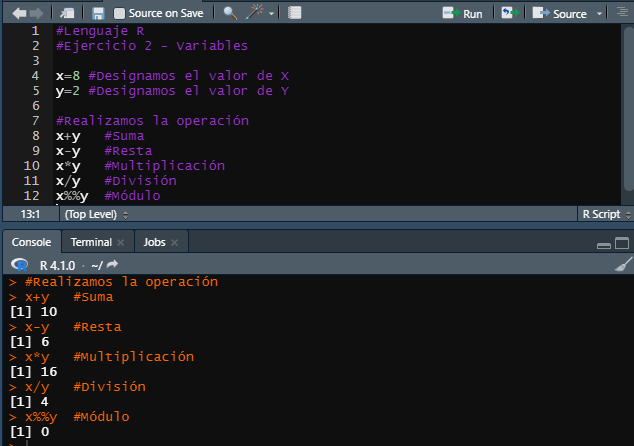 Source on Save Run Source
1 #Lenguaje R
2 #Ejercicio 2 - Variables
3
4 x=8 #Designamos el valor de X
5 y=2 #Designamos el valor de Y
6
7 #Realizamos la operación
8 x+y #Suma
9 x-y #Resta
10 x*y #Multiplicación
11 x/y #División
12 x%%y #Módulo
13:1 (Top Level) R Script
Console Terminal Jobs
R R 4.1.0 · ~/
> #Realizamos la operación
> x+y #Suma
[1] 10
> x-y #Resta
[1] 6
> x*y #Multiplicación
[1] 16
> x/y #División
[1] 4
> x%%y #Módulo
[1] 0
>